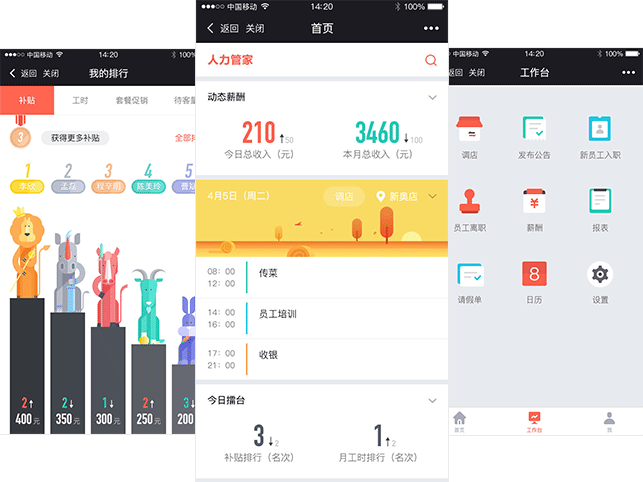 中国移动 14:20 100%
返回 关闭 我的排行
补贴 工时 套餐促销 待客量
3 获得更多补贴 全部
1 2 3 4 5
李欣 孟磊 程辛朗 陈美玲 曹
2↑ 2↓ 1↓ 2↑ 2↓
400元 350元 300元 250元 200元
中国移动 14:20 100%
返回 关闭 首页
人力管家
动态薪酬
210 ↑50 3460 ↓100
今日总收入（元） 本月总收入（元）
4月5日（周二） 调店 新奥店
08：00 传菜
12：00
14：00 员工培训
16：00
17：00 收银
21：00
今日擂台
3 ↓2 1 ↑2
补贴排行（名次） 月工时排行（名次）
中国移动 14:20 100%
返回 关闭 工作台
调店 发布公告 新员工入职
员工离职 薪酬 报表
8
请假单 日历 设置
首页 工作台 我